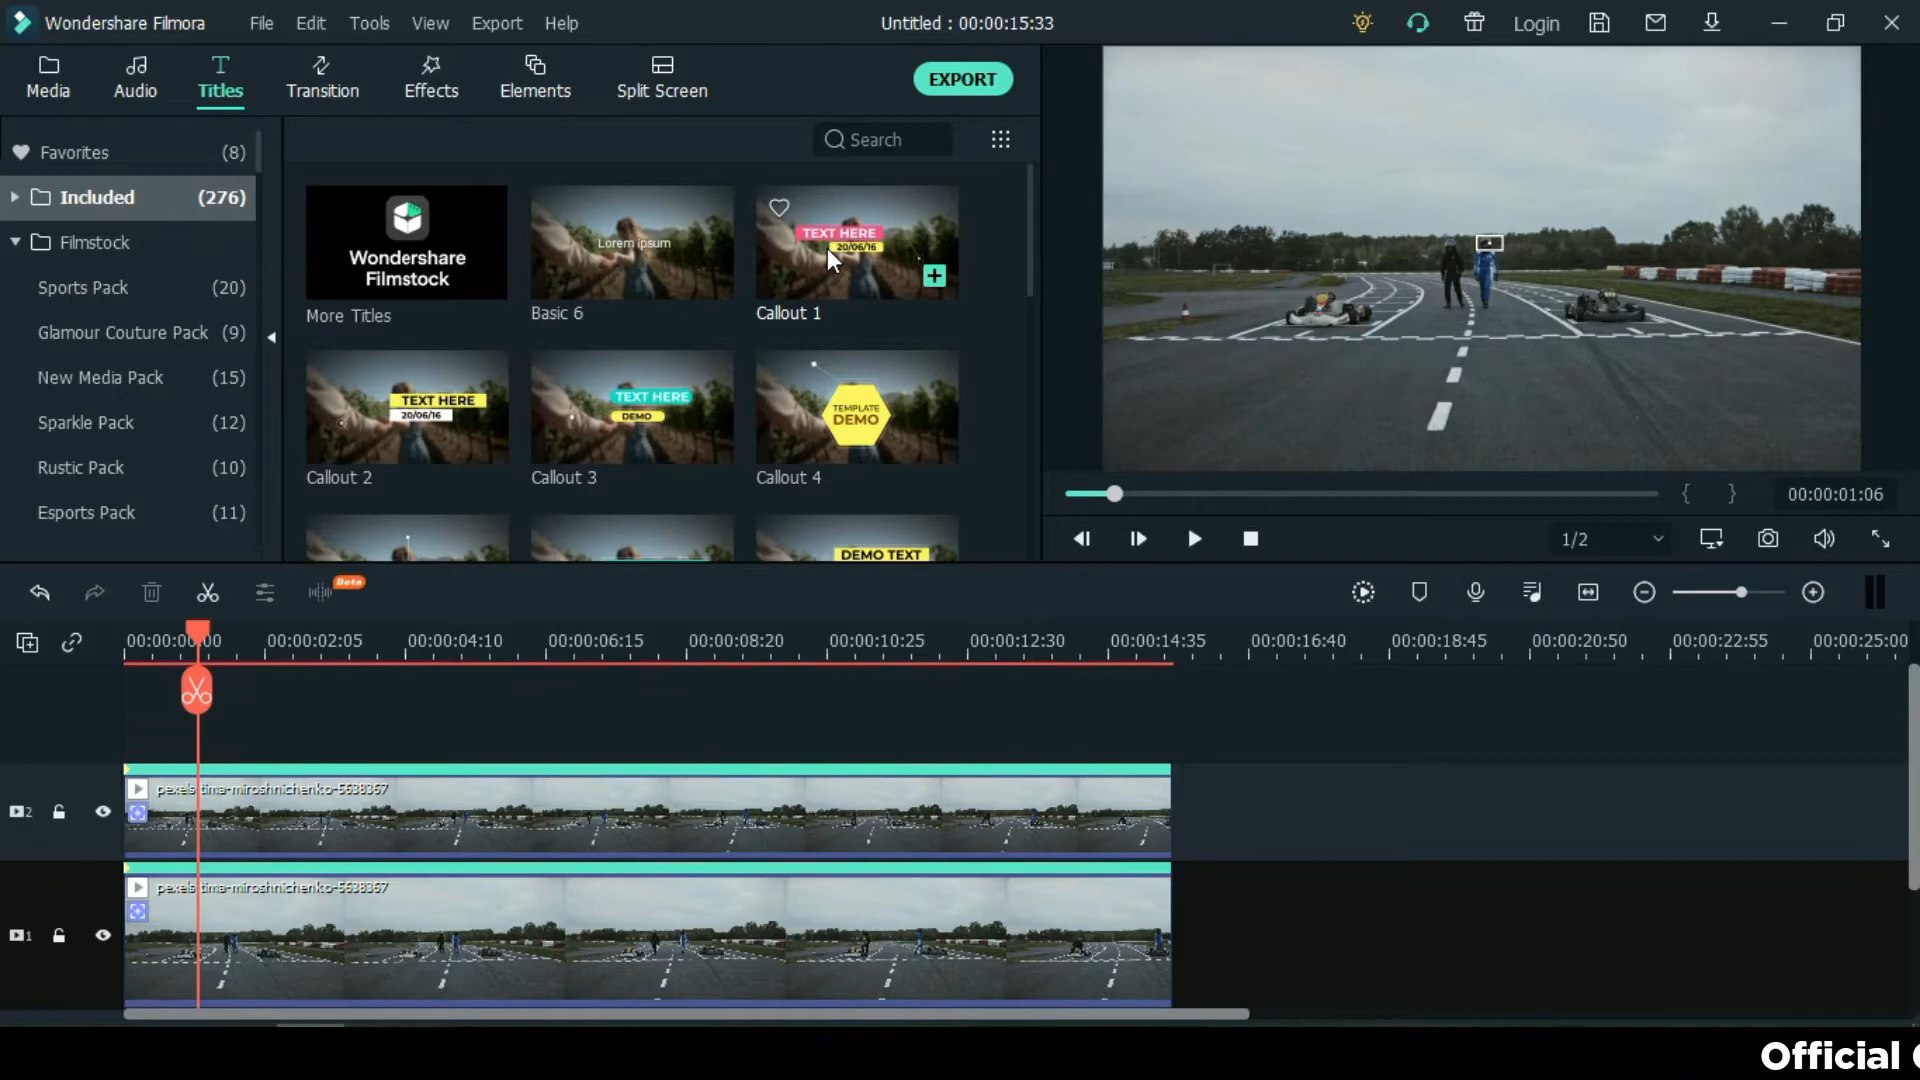 Wondershare Filmora File Edit Tools View Export Help Untitled : 00:00:15:33 Login
Media Audio Titles Transition Effects Elements Split Screen EXPORT
Favorites (8)
Included (276)
Filmstock
Sports Pack (20)
Glamour Couture Pack (9)
New Media Pack (15)
Sparkle Pack (12)
Rustic Pack (10)
Esports Pack (11)
Search
Wondershare
Filmstock
More Titles
Lorem ipsum
Basic 6
TEXT HERE
20/06/16
Callout 1
TEXT HERE
20/06/16
Callout 2
TEXT HERE
DEMO
Callout 3
TEMPLATE
DEMO
Callout 4
DEMO TEXT
{ } 00:00:01:06
1/2
Beta
00:00:00:00 00:00:02:05 00:00:04:10 00:00:06:15 00:00:08:20 00:00:10:25 00:00:12:30 00:00:14:35 00:00:16:40 00:00:18:45 00:00:20:50 00:00:22:55 00:00:25:00
pexels-tima-miroshnichenko-5638367
2
pexels-tima-miroshnichenko-5638367
1
Official